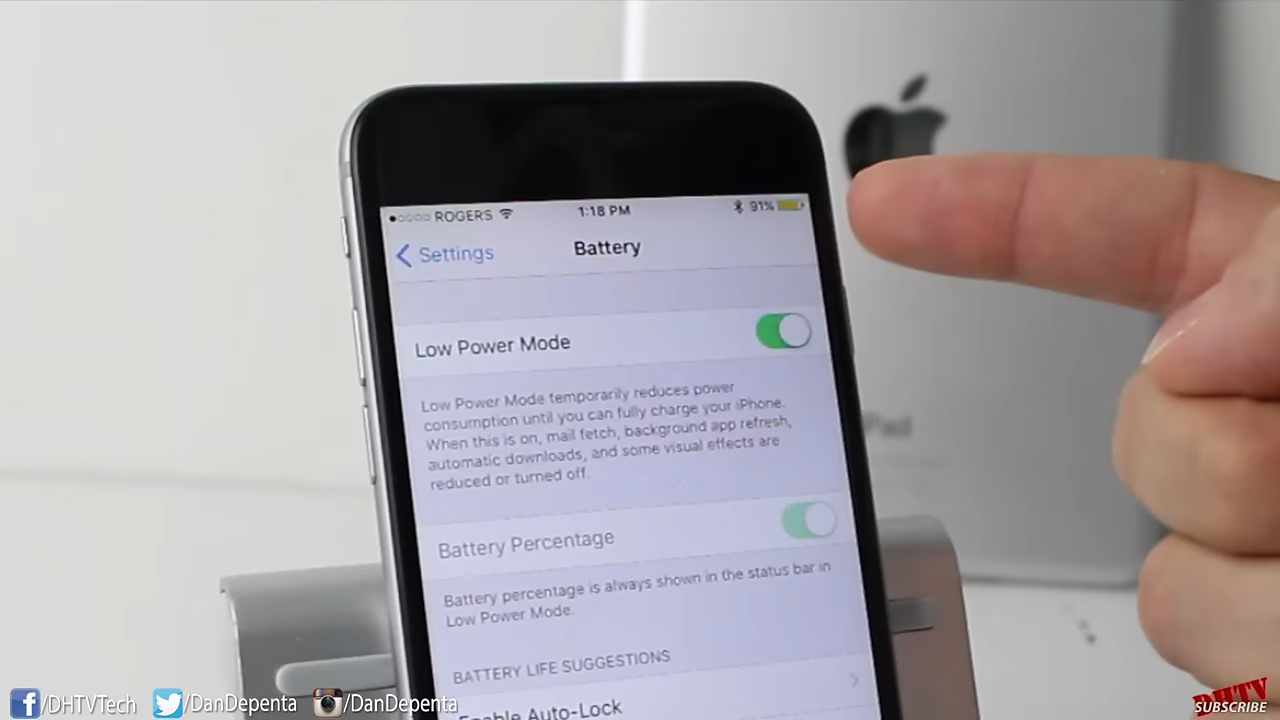 ROGERS
1:18 PM
91%
Settings
Battery
Low Power Mode
Low Power Mode temporarily reduces power
consumption until you can fully charge your iPhone.
When this is on, mail fetch, background app refresh,
automatic downloads, and some visual effects are
reduced or turned off.
Battery Percentage
Battery percentage is always shown in the status bar in
Low Power Mode.
BATTERY LIFE SUGGESTIONS
Enable Auto-Lock
iPad
/DHTVTech
/DanDepenta
/DanDepenta
DHTV
SUBSCRIBE